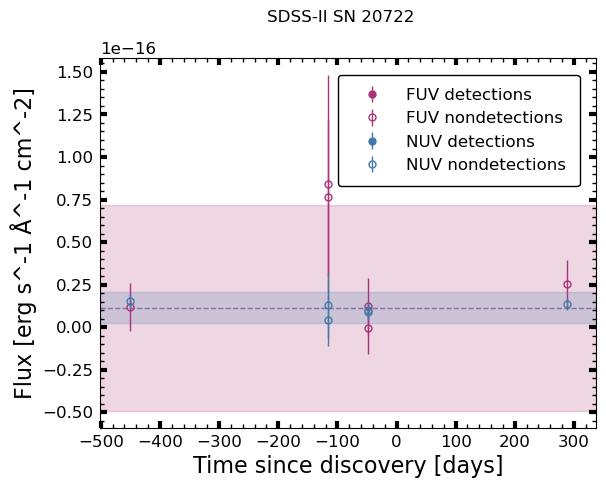 SDSS-II SN 20722
1e−16
1.50
1.25
1.00
0.75
0.50
0.25
0.00
−0.25
−0.50
Flux [erg s^-1 Å^-1 cm^-2]
FUV detections
FUV nondetections
NUV detections
NUV nondetections
−500 −400 −300 −200 −100 0 100 200 300
Time since discovery [days]